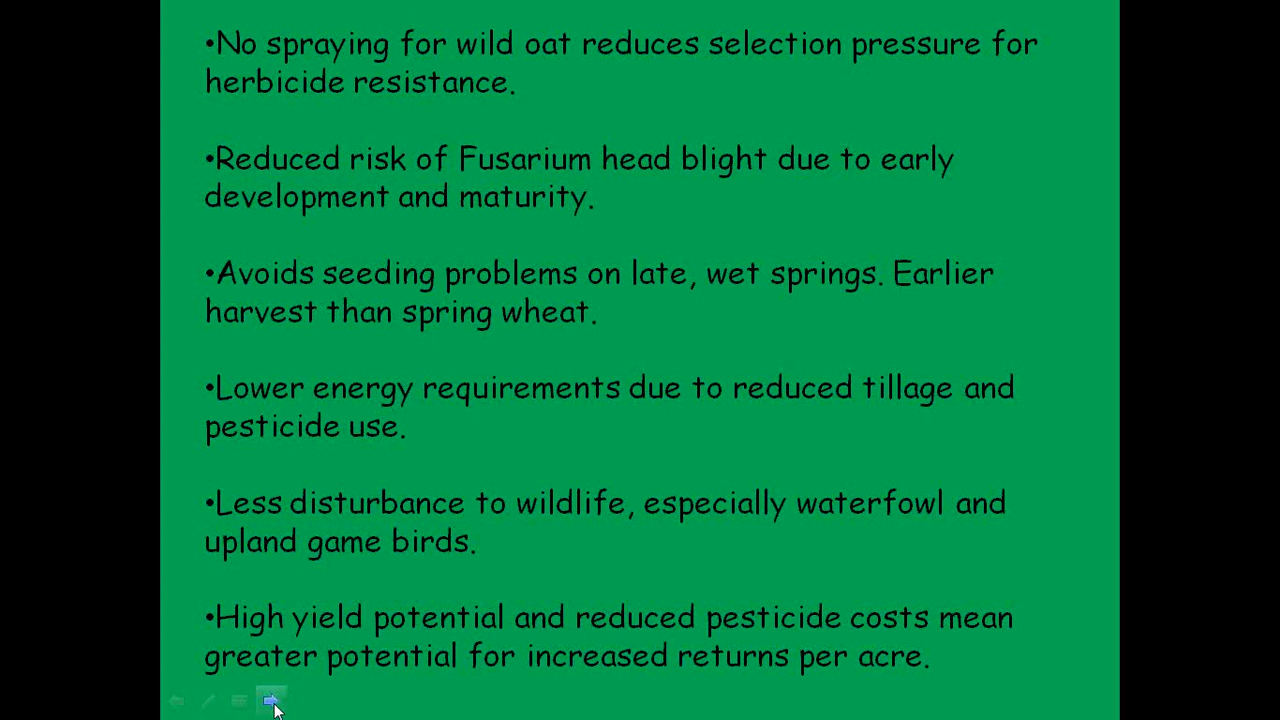 •No spraying for wild oat reduces selection pressure for
herbicide resistance.
•Reduced risk of Fusarium head blight due to early
development and maturity.
•Avoids seeding problems on late, wet springs. Earlier
harvest than spring wheat.
•Lower energy requirements due to reduced tillage and
pesticide use.
•Less disturbance to wildlife, especially waterfowl and
upland game birds.
•High yield potential and reduced pesticide costs mean
greater potential for increased returns per acre.